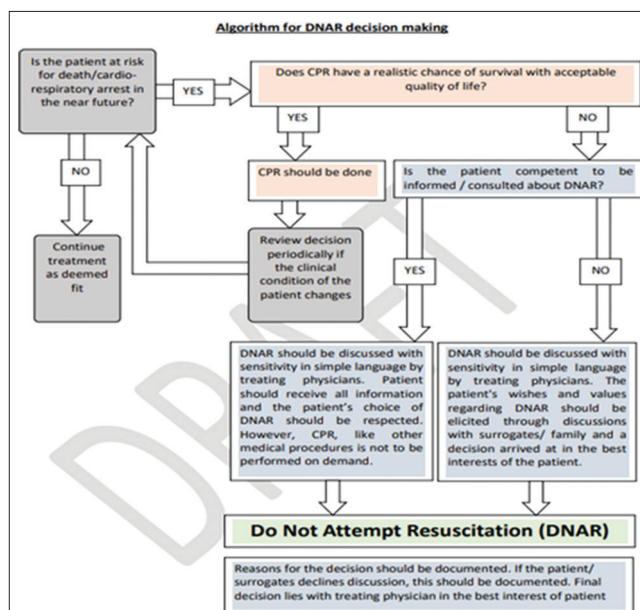 Algorithm for DNAR decision making
Is the patient at risk
for death/cardio-
respiratory arrest in
the near future?
YES
Does CPR have a realistic chance of survival with acceptable
quality of life?
YES
NO
NO
CPR should be done
Is the patient competent to be
informed / consulted about DNAR?
Continue
treatment
as deemed
fit
Review decision
periodically if
the clinical
condition of the
patient changes
YES
NO
DNAR should be discussed with
sensitivity in simple language by
treating physicians. Patient
should receive all information
and the patient's choice of
DNAR should be respected.
However, CPR, like other
medical procedures is not to be
performed on demand.
DNAR should be discussed with
sensitivity in simple language
by treating physicians. The
patient's wishes and values
regarding DNAR should be
elicited through discussions
with surrogates/ family and a
decision arrived at in the best
interests of the patient.
Do Not Attempt Resuscitation (DNAR)
Reasons for the decision should be documented. If the patient/
surrogates declines discussion, this should be documented. Final
decision lies with treating physician in the best interest of patient
DRAFT